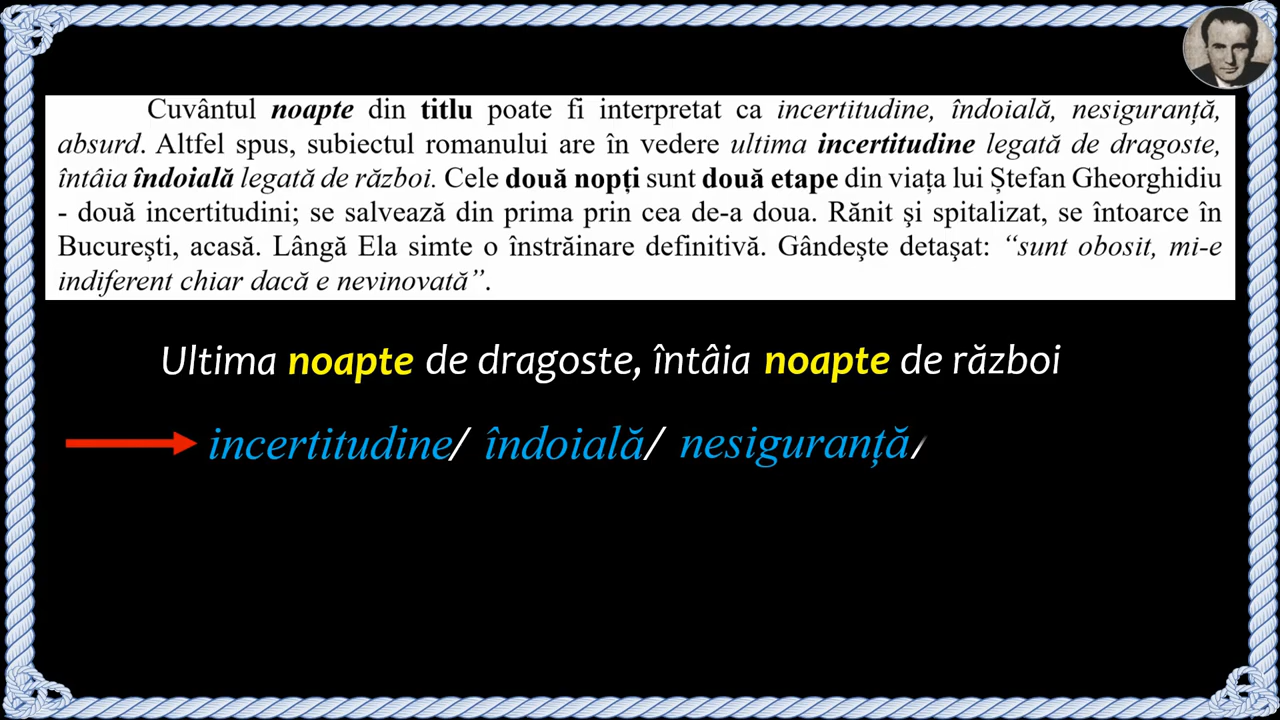 Cuvântul noapte din titlu poate fi interpretat ca incertitudine, îndoială, nesiguranță,
absurd. Altfel spus, subiectul romanului are în vedere ultima incertitudine legată de dragoste,
întâia îndoială legată de război. Cele două nopți sunt două etape din viața lui Ștefan Gheorghidiu
- două incertitudini; se salvează din prima prin cea de-a doua. Rănit şi spitalizat, se întoarce în
Bucureşti, acasă. Lângă Ela simte o înstrăinare definitivă. Gândeşte detaşat: “sunt obosit, mi-e
indiferent chiar dacă e nevinovată”.
Ultima noapte de dragoste, întâia noapte de război
incertitudine/ îndoială/ nesiguranță/